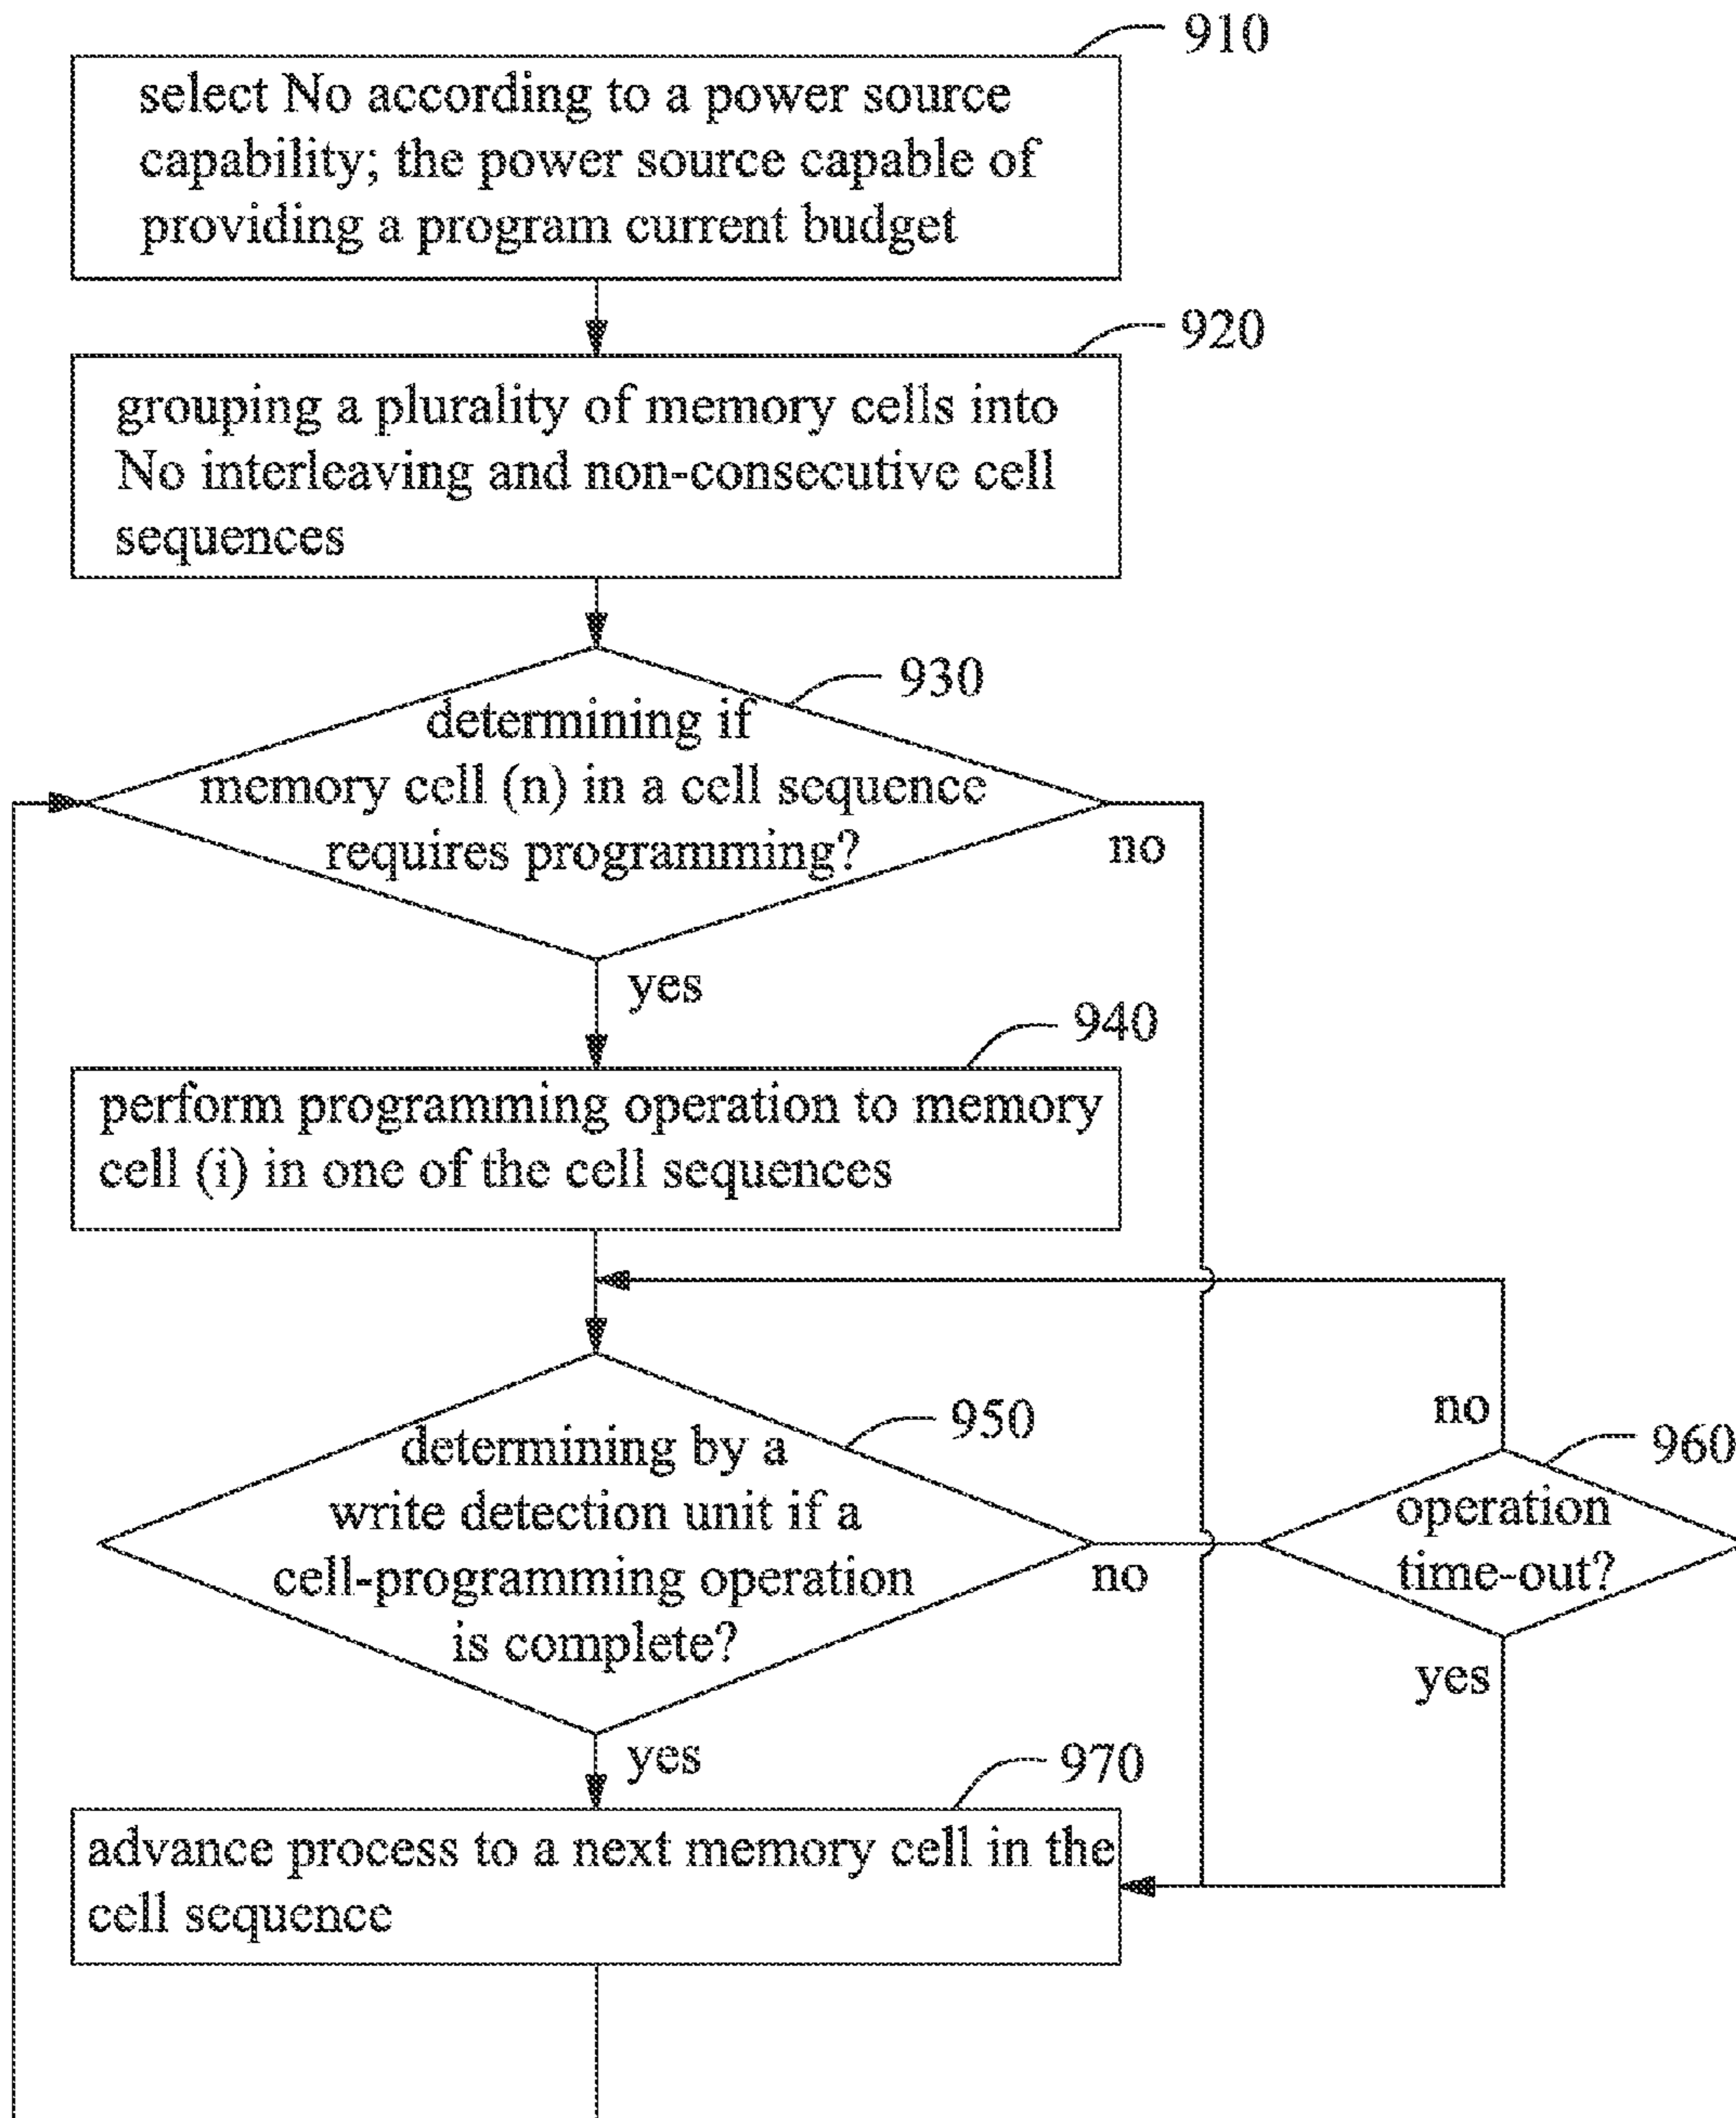 910
select No according to a power source
capability; the power source capable of
providing a program current budget
920
grouping a plurality of memory cells into
No interleaving and non-consecutive cell
sequences
930
determining if
memory cell (n) in a cell sequence
requires programming?
no
yes
940
perform programming operation to memory
cell (i) in one of the cell sequences
950
determining by a
write detection unit if a
cell-programming operation
is complete?
no
no
960
operation
time-out?
yes
yes
970
advance process to a next memory cell in the
cell sequence